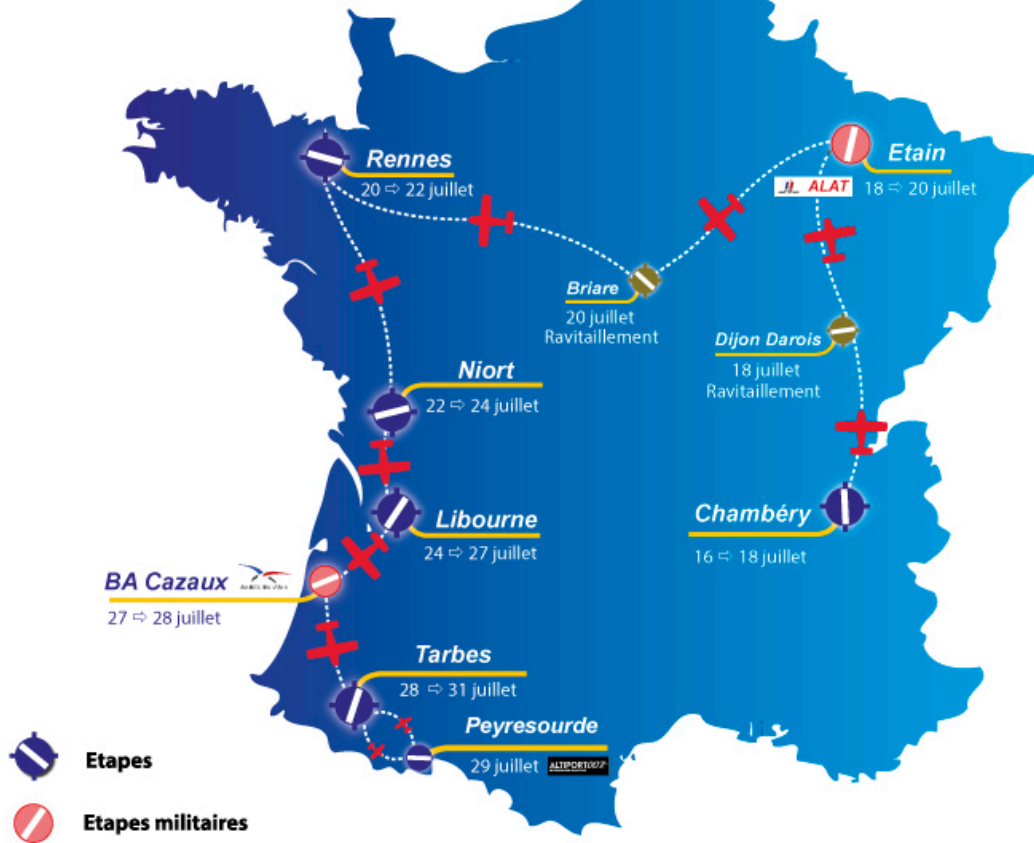 Rennes
20 ⇨ 22 juillet
Etain
ALAT
18 ⇨ 20 juillet
Briare
20 juillet
Ravitaillement
Dijon Darois
18 juillet
Ravitaillement
Niort
22 ⇨ 24 juillet
Libourne
24 ⇨ 27 juillet
Chambéry
16 ⇨ 18 juillet
BA Cazaux
27 ⇨ 28 juillet
Tarbes
28 ⇨ 31 juillet
Peyresourde
29 juillet
ALTIPORT007
Etapes
Etapes militaires